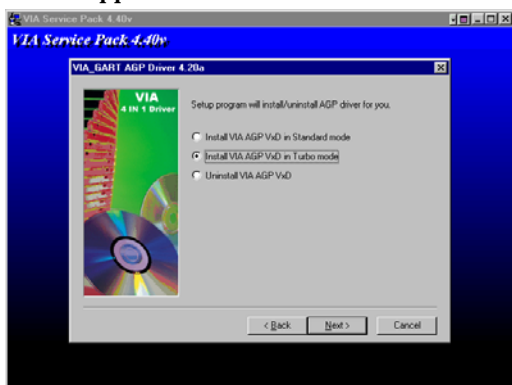 VIA Service Pack 4.40v
VIA Service Pack 4.40v
VIA_GART AGP Driver 4.20a
VIA
4 IN 1 Driver
Setup program will install/uninstall AGP driver for you.
Install VIA AGP VxD in Standard mode
Install VIA AGP VxD in Turbo mode
Uninstall VIA AGP VxD
< Back
Next >
Cancel